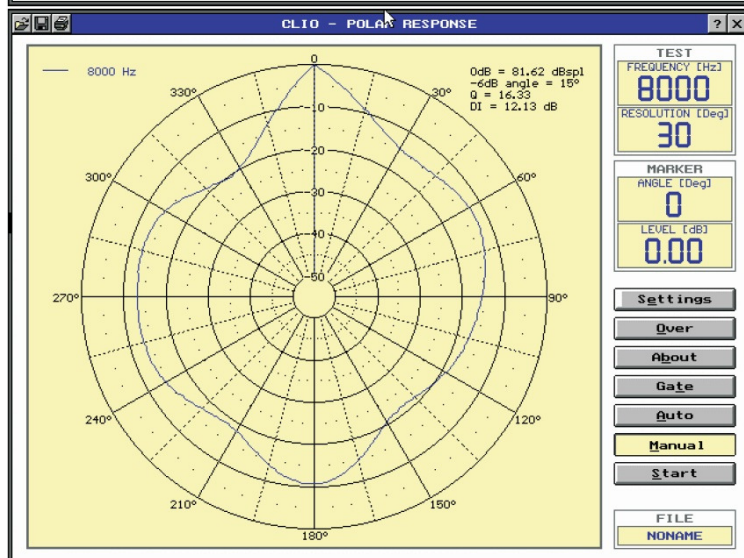 CLIO - POLAR RESPONSE
? X
8000 Hz
0dB = 81.62 dBspl
-6dB angle = 15°
Q = 16.33
DI = 12.13 dB
0
330°
30°
-10
-20
300°
60°
-30
-40
-50
270°
90°
240°
120°
210°
150°
180°
TEST
FREQUENCY [Hz]
8000
RESOLUTION [Deg]
30
MARKER
ANGLE [Deg]
0
LEVEL [dB]
0.00
Settings
Over
About
Gate
Auto
Manual
Start
FILE
NONAME